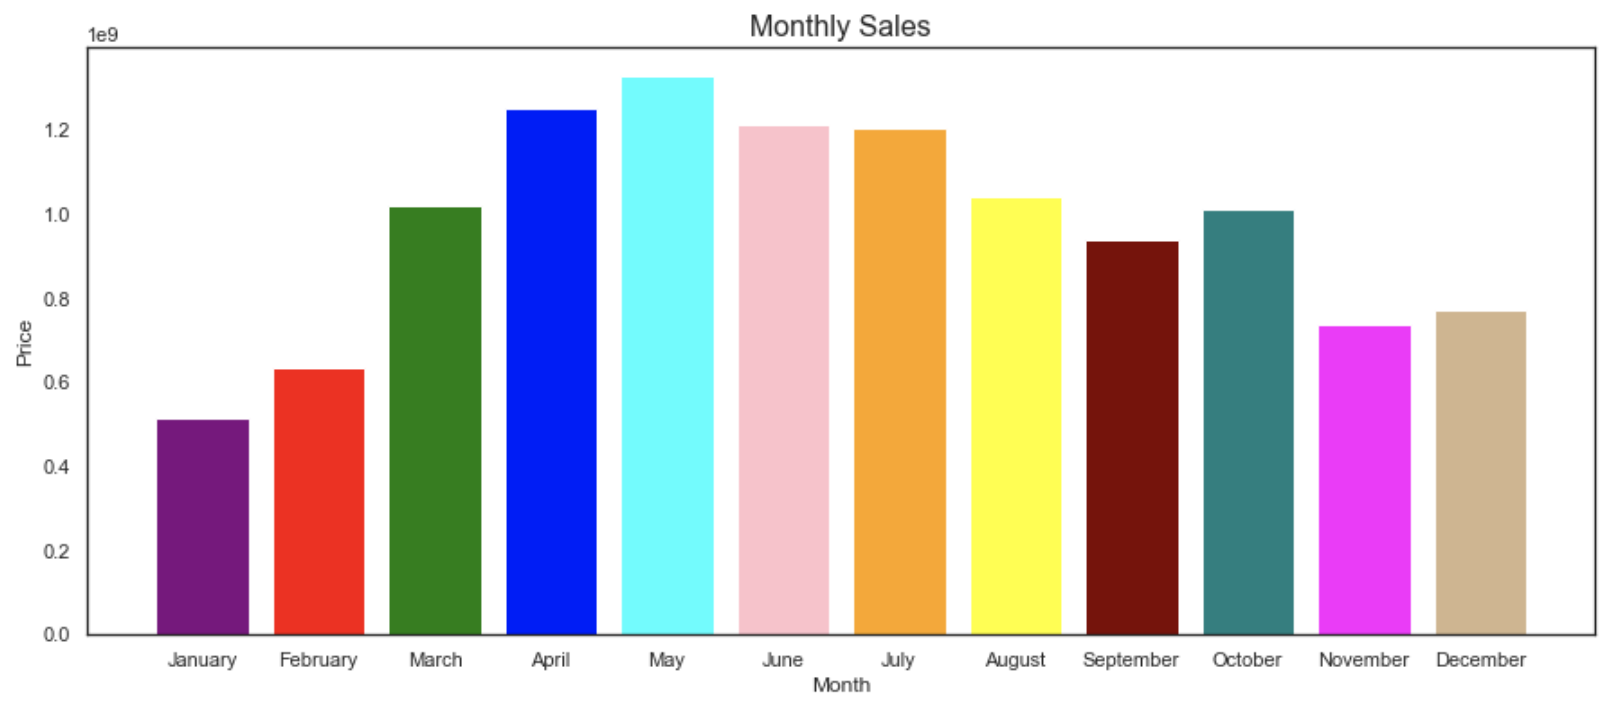 Monthly Sales
1e9
1.2
1.0
0.8
0.6
0.4
0.2
0.0
Price
January February March April May June July August September October November December
Month